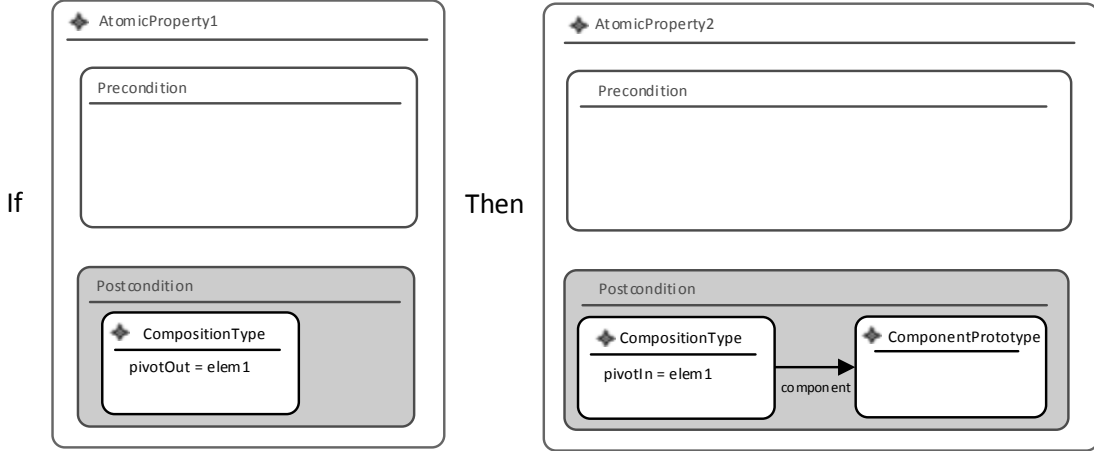 AtomicProperty1
Precondition
If
Postcondition
CompositionType
pivotOut = elem1
Then
AtomicProperty2
Precondition
Postcondition
CompositionType
pivotIn = elem1
component
ComponentPrototype